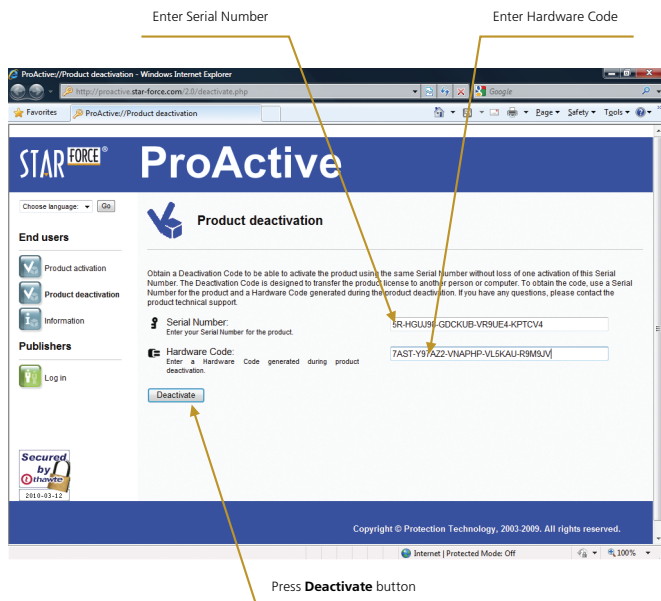 Enter Serial Number
Enter Hardware Code
ProActive://Product deactivation - Windows Internet Explorer
http://proactive.star-force.com/2.0/deactivate.php
Google
Favorites
ProActive://Product deactivation
Page
Safety
Tools
STAR FORCE®
ProActive
Choose language:
Go
End users
Product activation
Product deactivation
Information
Publishers
Log in
Product deactivation
Obtain a Deactivation Code to be able to activate the product using the same Serial Number without loss of one activation of this Serial
Number. The Deactivation Code is designed to transfer the product license to another person or computer. To obtain the code, use a Serial
Number for the product and a Hardware Code generated during the product deactivation. If you have any questions, please contact the
product technical support.
Serial Number:
Enter your Serial Number for the product.
5R-HGUJ98-GDCKUB-VR9UE4-KPTCV4
Hardware Code:
Enter a Hardware Code generated during product
deactivation.
7AST-Y97AZ2-VNAPHP-VL5KAU-R9M9JV
Deactivate
Secured
by
thawte
2010-03-12
Copyright © Protection Technology, 2003-2009. All rights reserved.
Internet | Protected Mode: Off
100%
Press Deactivate button